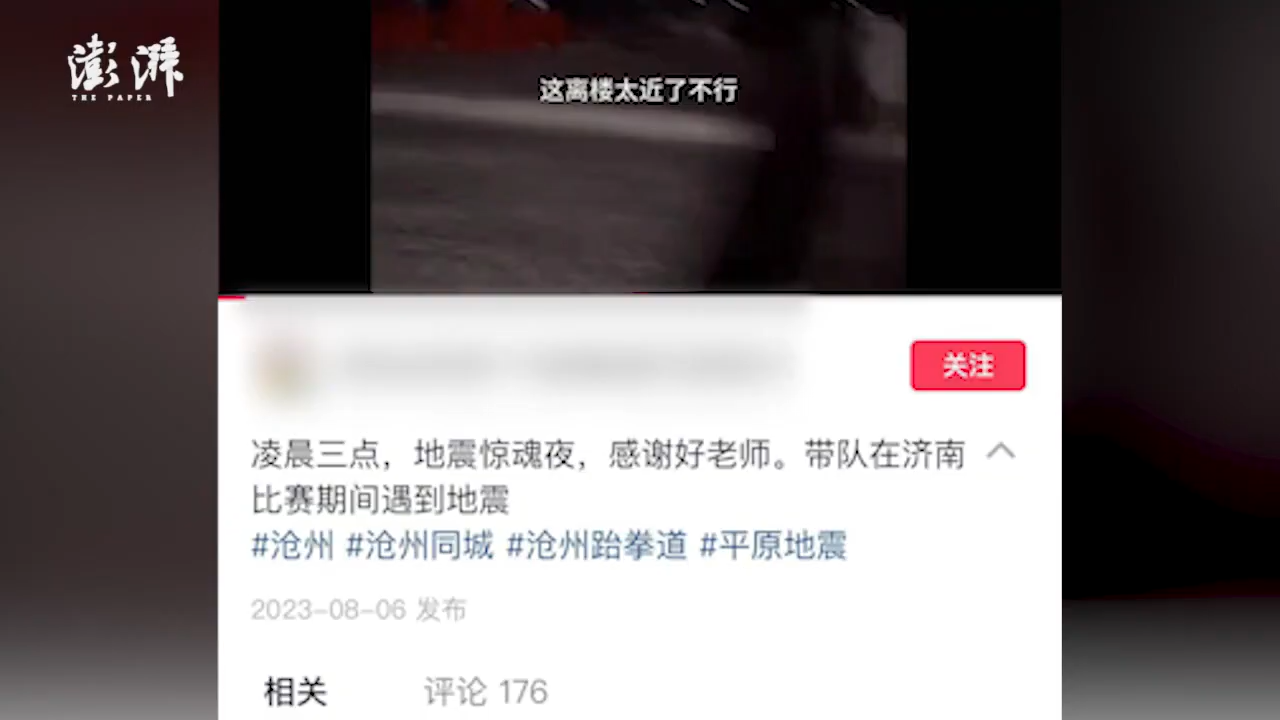 澎湃
THE PAPER
这离楼太近了不行
关注
凌晨三点，地震惊魂夜，感谢好老师。带队在济南
比赛期间遇到地震
#沧州 #沧州同城 #沧州跆拳道 #平原地震
2023-08-06 发布
相关 评论 176